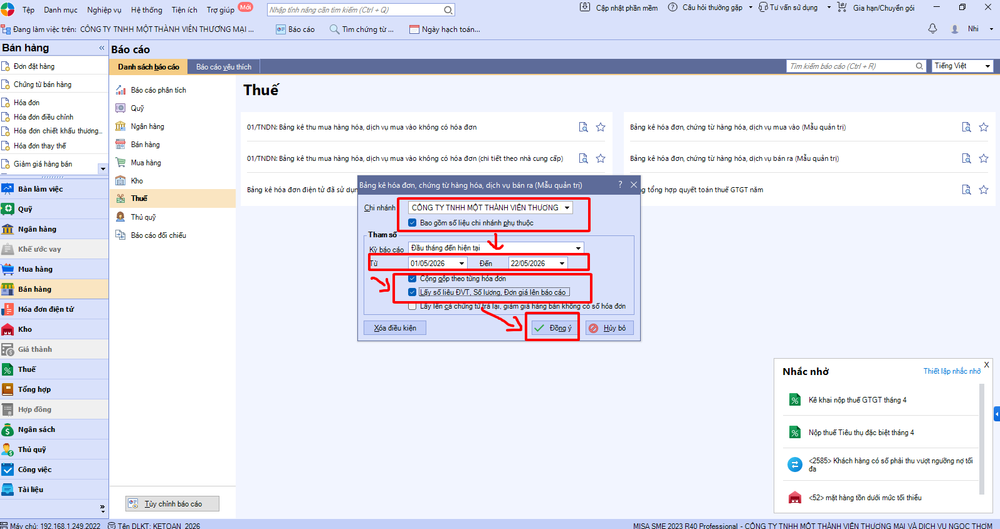 Tệp Danh mục Nghiệp vụ Hệ thống Tiện ích Trợ giúp Mới Nhập tính năng cần tìm kiếm (Ctrl + Q) Cập nhật phần mềm Câu hỏi thường gặp Tư vấn sử dụng Gia hạn/Chuyển gói
Đang làm việc trên: CÔNG TY TNHH MỘT THÀNH VIÊN THƯƠNG MẠI ... Báo cáo Tìm chứng từ ... Ngày hạch toán... Nhi
Bán hàng «
Đơn đặt hàng
Chứng từ bán hàng
Hóa đơn
Hóa đơn điều chỉnh
Hóa đơn chiết khấu thương...
Hóa đơn thay thế
Giảm giá hàng bán
Bàn làm việc
Quỹ
Ngân hàng
Khế ước vay
Mua hàng
Bán hàng
Hóa đơn điện tử
Kho
Giá thành
Thuế
Tổng hợp
Hợp đồng
Ngân sách
Thủ quỹ
Công việc
Tài liệu
»
Báo cáo
Danh sách báo cáo Báo cáo yêu thích Tìm kiếm báo cáo (Ctrl + R) Tiếng Việt
Báo cáo phân tích
Quỹ
Ngân hàng
Bán hàng
Mua hàng
Kho
Thuế
Thủ quỹ
Báo cáo đối chiếu
Tùy chỉnh báo cáo
Thuế
01/TNDN: Bảng kê thu mua hàng hóa, dịch vụ mua vào không có hóa đơn
Bảng kê hóa đơn, chứng từ hàng hóa, dịch vụ mua vào (Mẫu quản trị)
01/TNDN: Bảng kê thu mua hàng hóa, dịch vụ mua vào không có hóa đơn (chi tiết theo nhà cung cấp)
Bảng kê hóa đơn, chứng từ hàng hóa, dịch vụ bán ra (Mẫu quản trị)
Bảng kê hóa đơn điện tử đã sử dụn
tổng hợp quyết toán thuế GTGT năm
Bảng kê hóa đơn, chứng từ hàng hóa, dịch vụ bán ra (Mẫu quản trị) ?
Chi nhánh CÔNG TY TNHH MỘT THÀNH VIÊN THƯƠNG
Bao gồm số liệu chi nhánh phụ thuộc
Tham số
Kỳ báo cáo Đầu tháng đến hiện tại
Từ 01/05/2026 Đến 22/05/2026
Cộng gộp theo từng hóa đơn
Lấy số liệu ĐVT, Số lượng, Đơn giá lên báo cáo
Lấy lên cả chứng từ trả lại, giảm giá hàng bán không có số hóa đơn
Xóa điều kiện Đồng ý Hủy bỏ
Nhắc nhở Thiết lập nhắc nhở X
Kê khai nộp thuế GTGT tháng 4
Nộp thuế Tiêu thụ đặc biệt tháng 4
<2585> Khách hàng có số phải thu vượt ngưỡng nợ tối
đa
<52> mặt hàng tồn dưới mức tối thiểu
Máy chủ: 192.168.1.249,2022 Tên DLKT: KETOAN_2026 MISA SME 2023 R40 Professional - CÔNG TY TNHH MỘT THÀNH VIÊN THƯƠNG MẠI VÀ DỊCH VỤ NGỌC THƠM